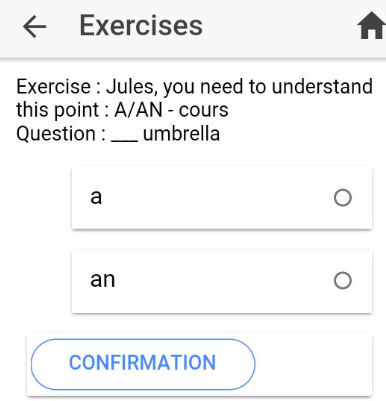 Exercises
Exercise : Jules, you need to understand
this point : A/AN - cours
Question : ___ umbrella
a
an
CONFIRMATION